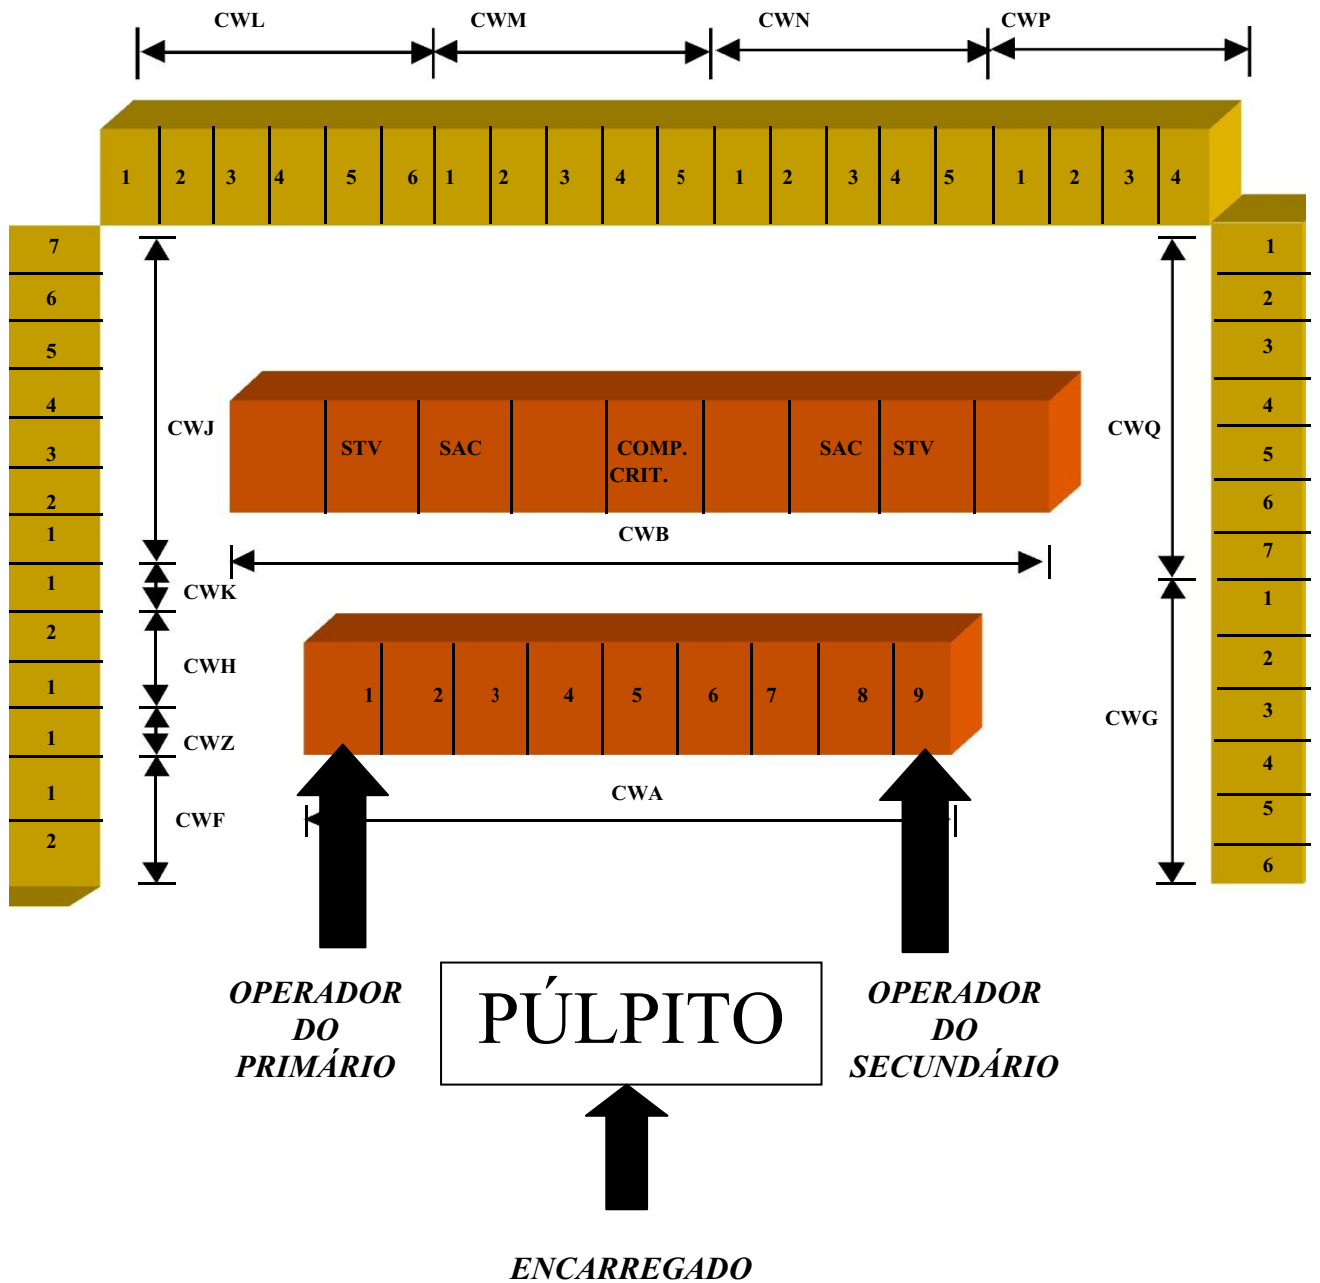 CWL CWM CWN CWP
1 2 3 4 5 6 1 2 3 4 5 1 2 3 4 5 1 2 3 4
7
6
5
4
3
2
1
1
2
1
1
1
2
CWJ
CWK
CWH
CWZ
CWF
STV SAC COMP. SAC STV
CRIT.
CWB
1 2 3 4 5 6 7 8 9
CWA
CWQ
CWG
1
2
3
4
5
6
7
1
2
3
4
5
6
OPERADOR
DO
PRIMÁRIO
PÚLPITO
OPERADOR
DO
SECUNDÁRIO
ENCARREGADO